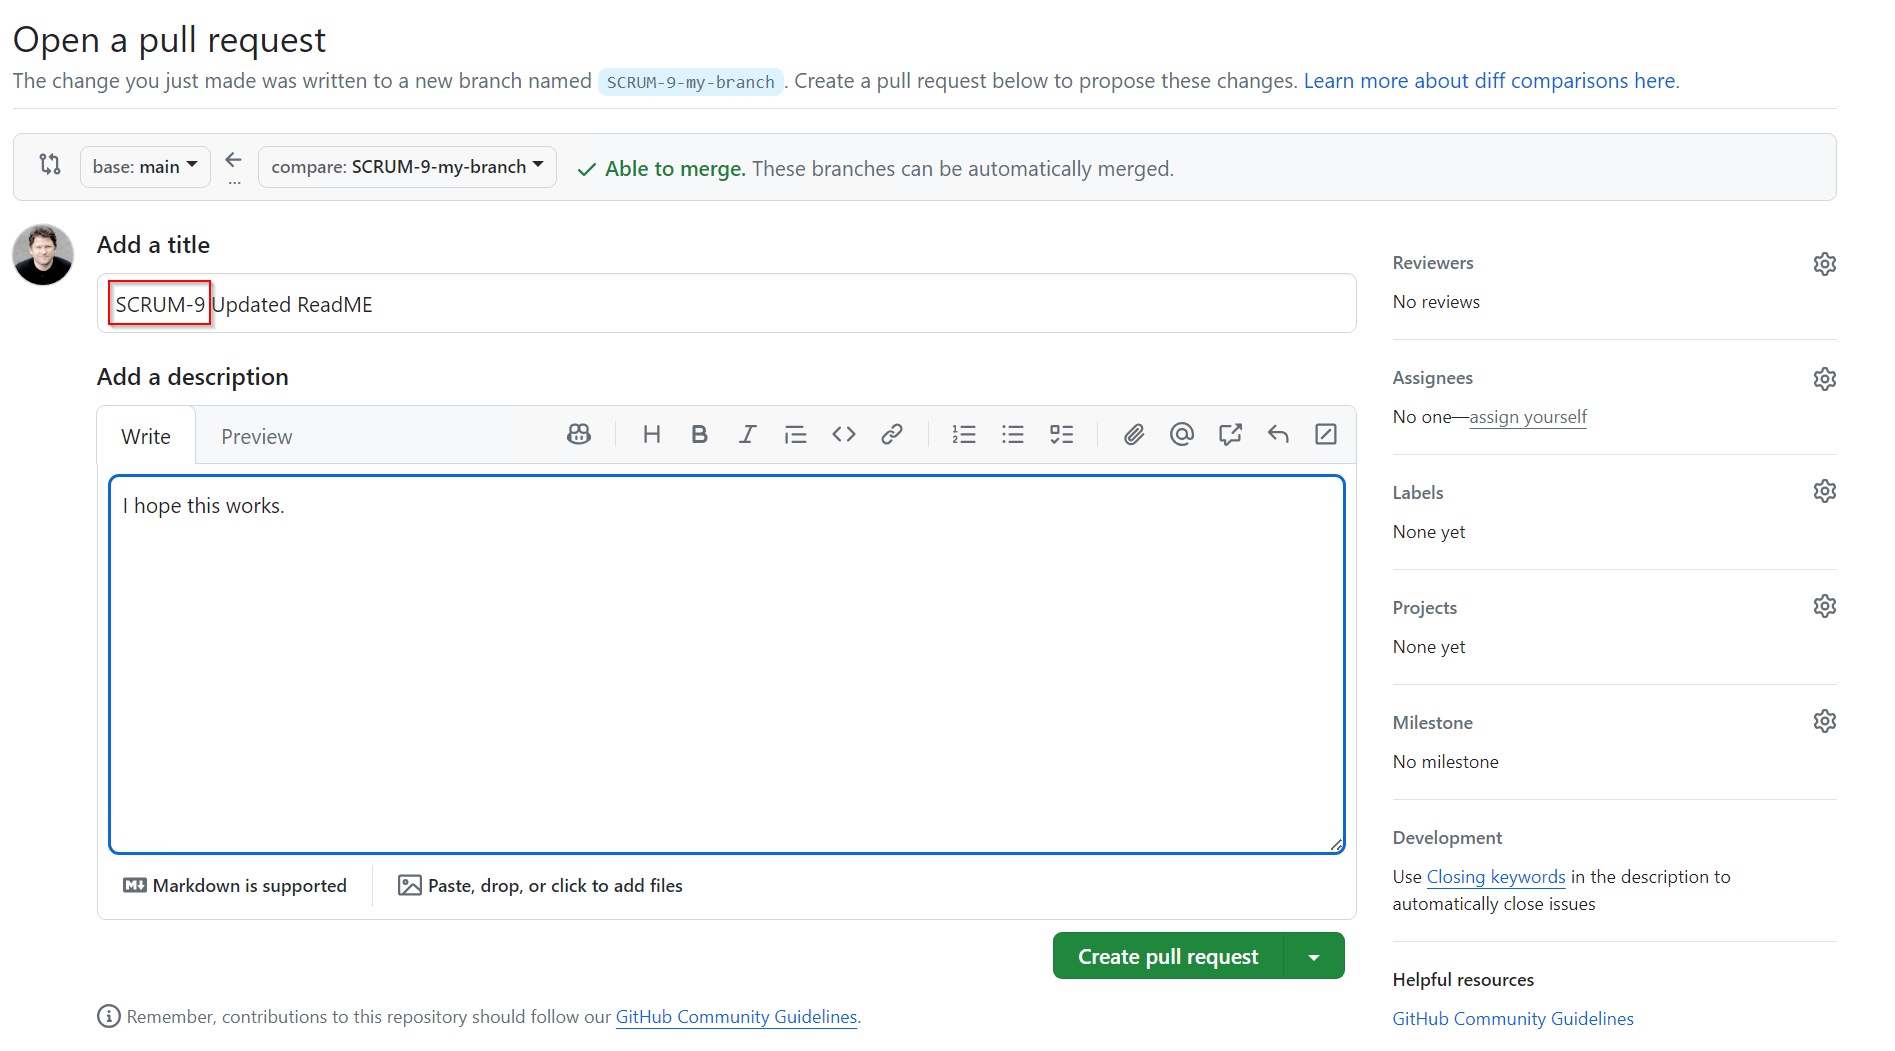 Open a pull request
The change you just made was written to a new branch named SCRUM-9-my-branch. Create a pull request below to propose these changes. Learn more about diff comparisons here.
base: main ... compare: SCRUM-9-my-branch Able to merge. These branches can be automatically merged.
Add a title
SCRUM-9 Updated ReadME
Add a description
Write Preview
I hope this works.
Markdown is supported Paste, drop, or click to add files
Create pull request
Remember, contributions to this repository should follow our GitHub Community Guidelines.
Reviewers
No reviews
Assignees
No one—assign yourself
Labels
None yet
Projects
None yet
Milestone
No milestone
Development
Use Closing keywords in the description to
automatically close issues
Helpful resources
GitHub Community Guidelines